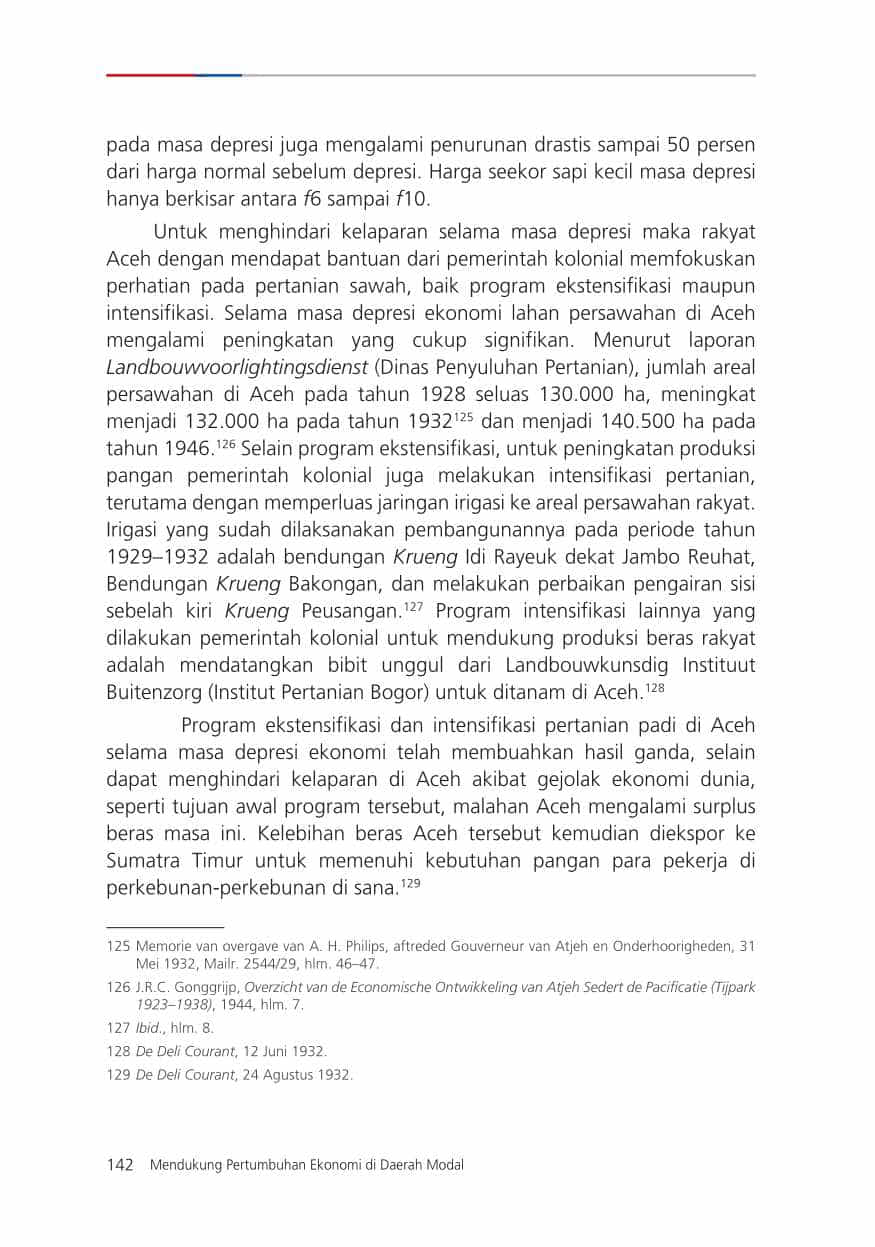 pada masa depresi juga mengalami penurunan drastis sampai 50 persen
dari harga normal sebelum depresi. Harga seekor sapi kecil masa depresi
hanya berkisar antara f6 sampai f10.
Untuk menghindari kelaparan selama masa depresi maka rakyat
Aceh dengan mendapat bantuan dari pemerintah kolonial memfokuskan
perhatian pada pertanian sawah, baik program ekstensifikasi maupun
intensifikasi. Selama masa depresi ekonomi lahan persawahan di Aceh
mengalami peningkatan yang cukup signifikan. Menurut laporan
Landbouwvoorlightingsdienst (Dinas Penyuluhan Pertanian), jumlah areal
persawahan di Aceh pada tahun 1928 seluas 130.000 ha, meningkat
menjadi 132.000 ha pada tahun 1932¹²⁵ dan menjadi 140.500 ha pada
tahun 1946.¹²⁶ Selain program ekstensifikasi, untuk peningkatan produksi
pangan pemerintah kolonial juga melakukan intensifikasi pertanian,
terutama dengan memperluas jaringan irigasi ke areal persawahan rakyat.
Irigasi yang sudah dilaksanakan pembangunannya pada periode tahun
1929–1932 adalah bendungan Krueng Idi Rayeuk dekat Jambo Reuhat,
Bendungan Krueng Bakongan, dan melakukan perbaikan pengairan sisi
sebelah kiri Krueng Peusangan.¹²⁷ Program intensifikasi lainnya yang
dilakukan pemerintah kolonial untuk mendukung produksi beras rakyat
adalah mendatangkan bibit unggul dari Landbouwkunsdig Instituut
Buitenzorg (Institut Pertanian Bogor) untuk ditanam di Aceh.¹²⁸
Program ekstensifikasi dan intensifikasi pertanian padi di Aceh
selama masa depresi ekonomi telah membuahkan hasil ganda, selain
dapat menghindari kelaparan di Aceh akibat gejolak ekonomi dunia,
seperti tujuan awal program tersebut, malahan Aceh mengalami surplus
beras masa ini. Kelebihan beras Aceh tersebut kemudian diekspor ke
Sumatra Timur untuk memenuhi kebutuhan pangan para pekerja di
perkebunan-perkebunan di sana.¹²⁹
125 Memorie van overgave van A. H. Philips, aftreded Gouverneur van Atjeh en Onderhoorigheden, 31
Mei 1932, Mailr. 2544/29, hlm. 46–47.
126 J.R.C. Gonggrijp, Overzicht van de Economische Ontwikkeling van Atjeh Sedert de Pacificatie (Tijpark
1923–1938), 1944, hlm. 7.
127 Ibid., hlm. 8.
128 De Deli Courant, 12 Juni 1932.
129 De Deli Courant, 24 Agustus 1932.
142 Mendukung Pertumbuhan Ekonomi di Daerah Modal